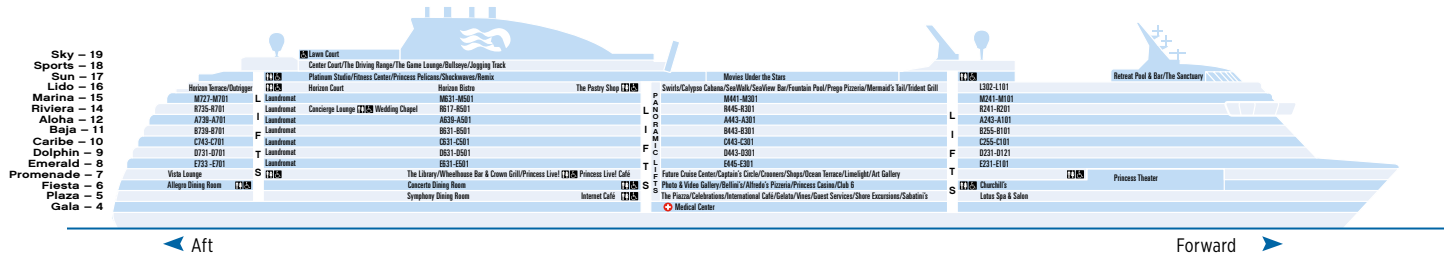 Sky – 19 Lawn Court
Sports – 18 Center Court/The Driving Range/The Game Lounge/Bullseye/Jogging Track
Sun – 17 Platinum Studio/Fitness Center/Princess Pelicans/Shockwaves/Remix Movies Under the Stars Retreat Pool & Bar/The Sanctuary
Lido – 16 Horizon Terrace/Outrigger Horizon Court Horizon Bistro The Pastry Shop Swirls/Calypso Cabana/SeaWalk/SeaView Bar/Fountain Pool/Prego Pizzeria/Mermaid's Tail/Trident Grill L302-L101
Marina – 15 M727-M701 Laundromat M631-M501 M441-M301 M241-M101
Riviera – 14 R735-R701 Laundromat Concierge Lounge Wedding Chapel R617-R501 R445-R301 R241-R201
Aloha – 12 A739-A701 Laundromat A639-A501 A443-A301 A243-A101
Baja – 11 B739-B701 Laundromat B631-B501 B443-B301 B255-B101
Caribe – 10 C743-C701 Laundromat C631-C501 C443-C301 C255-C101
Dolphin – 9 D731-D701 Laundromat D631-D501 D443-D301 D231-D121
Emerald – 8 E733 -E701 Laundromat E631-E501 E445-E301 E231-E101
Promenade – 7 Vista Lounge The Library/Wheelhouse Bar & Crown Grill/Princess Live! Princess Live! Café Future Cruise Center/Captain's Circle/Crooners/Shops/Ocean Terrace/Limelight/Art Gallery
Fiesta – 6 Allegro Dining Room Concerto Dining Room Photo & Video Gallery/Bellini's/Alfredo's Pizzeria/Princess Casino/Club 6 Churchill's Princess Theater
Plaza – 5 Symphony Dining Room Internet Café The Piazza/Celebrations/International Café/Gelato/Vines/Guest Services/Shore Excursions/Sabatini's Lotus Spa & Salon
Gala – 4 Medical Center
LIFTS
LIFTS
PANORAMIC LIFTS
LIFTS
Aft Forward